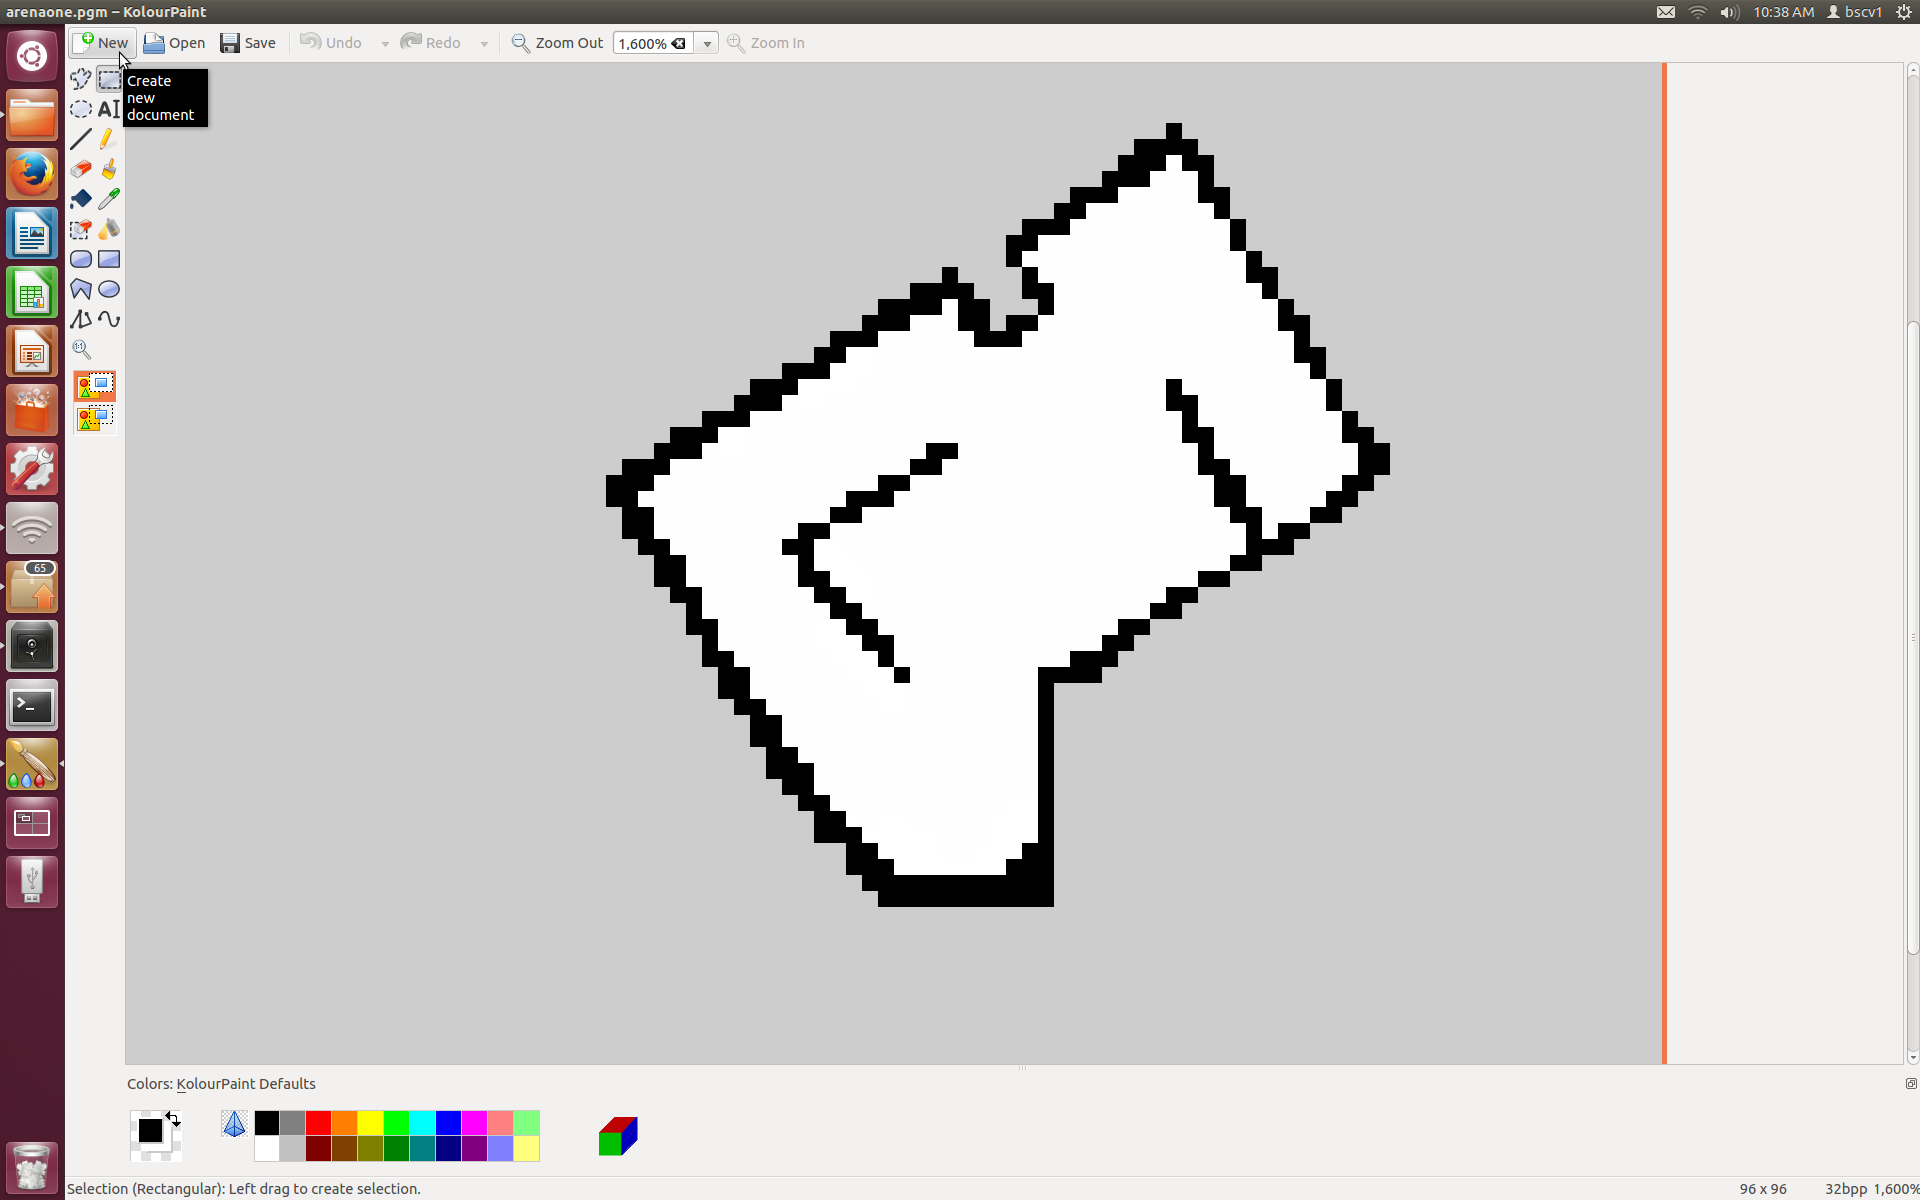 arenaone.pgm – KolourPaint
10:38 AM
bscv1
New
Open
Save
Undo
Redo
Zoom Out
1,600%
Zoom In
Create
new
document
AI
65
>_
Colors: KolourPaint Defaults
Selection (Rectangular): Left drag to create selection.
96 x 96
32bpp
1,600%